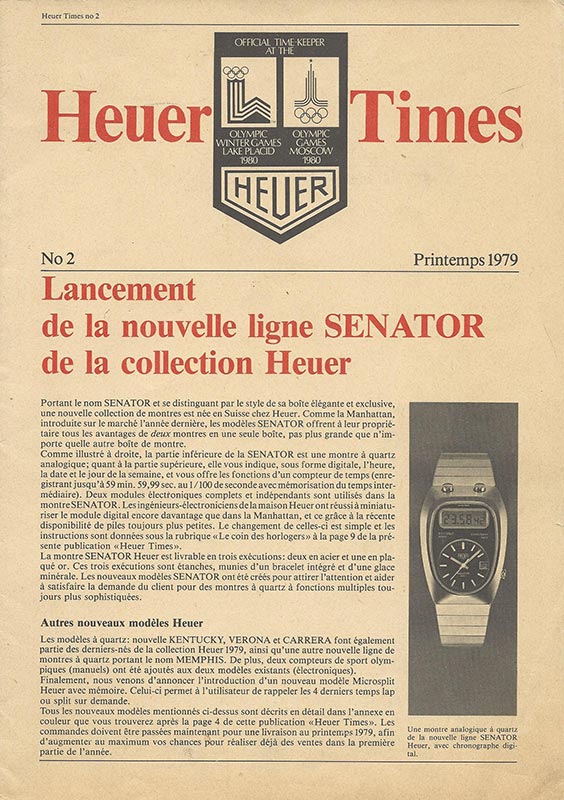 Heuer Times no 2
OFFICIAL TIME-KEEPER
AT THE
OLYMPIC
WINTER GAMES
LAKE PLACID
1980
OLYMPIC
GAMES
MOSCOW
1980
Heuer Times
HEUER
No 2 Printemps 1979
Lancement
de la nouvelle ligne SENATOR
de la collection Heuer
Portant le nom SENATOR et se distinguant par le style de sa boîte élégante et exclusive,
une nouvelle collection de montres est née en Suisse chez Heuer. Comme la Manhattan,
introduite sur le marché l'année dernière, les modèles SENATOR offrent à leur proprié-
taire tous les avantages de deux montres en une seule boîte, pas plus grande que n'im-
porte quelle autre boîte de montre.
Comme illustré à droite, la partie inférieure de la SENATOR est une montre à quartz
analogique; quant à la partie supérieure, elle vous indique, sous forme digitale, l'heure,
la date et le jour de la semaine, et vous offre les fonctions d'un compteur de temps (enre-
gistrant jusqu'à 59 min. 59,99 sec. au 1/100 de seconde avec mémorisation du temps inter-
médiaire). Deux modules électroniques complets et indépendants sont utilisés dans la
montre SENATOR. Les ingénieurs-électroniciens de la maison Heuer ont réussi à miniatu-
riser le module digital encore davantage que dans la Manhattan, et ce grâce à la récente
disponibilité de piles toujours plus petites. Le changement de celles-ci est simple et les
instructions sont données sous la rubrique «Le coin des horlogers» à la page 9 de la pré-
sente publication «Heuer Times».
La montre SENATOR Heuer est livrable en trois exécutions: deux en acier et une en pla-
qué or. Ces trois exécutions sont étanches, munies d'un bracelet intégré et d'une glace
minérale. Les nouveaux modèles SENATOR ont été créés pour attirer l'attention et aider
à satisfaire la demande du client pour des montres à quartz à fonctions multiples tou-
jours plus sophistiquées.
Autres nouveaux modèles Heuer
Les modèles à quartz: nouvelle KENTUCKY, VERONA et CARRERA font également
partie des derniers-nés de la collection Heuer 1979, ainsi qu'une autre nouvelle ligne de
montres à quartz portant le nom MEMPHIS. De plus, deux compteurs de sport olym-
piques (manuels) ont été ajoutés aux deux modèles existants (électroniques).
Finalement, nous venons d'annoncer l'introduction d'un nouveau modèle Microsplit
Heuer avec mémoire. Celui-ci permet à l'utilisateur de rappeler les 4 derniers temps lap
ou split sur demande.
Tous les nouveaux modèles mentionnés ci-dessus sont décrits en détail dans l'annexe en
couleur que vous trouverez après la page 4 de cette publication «Heuer Times». Les
commandes doivent être passées maintenant pour une livraison au printemps 1979, afin
d'augmenter au maximum vos chances pour réaliser déjà des ventes dans la première
partie de l'année.
23:58 42
HEUER
Une montre analogique à quartz
de la nouvelle ligne SENATOR
Heuer, avec chronographe digi-
tal.